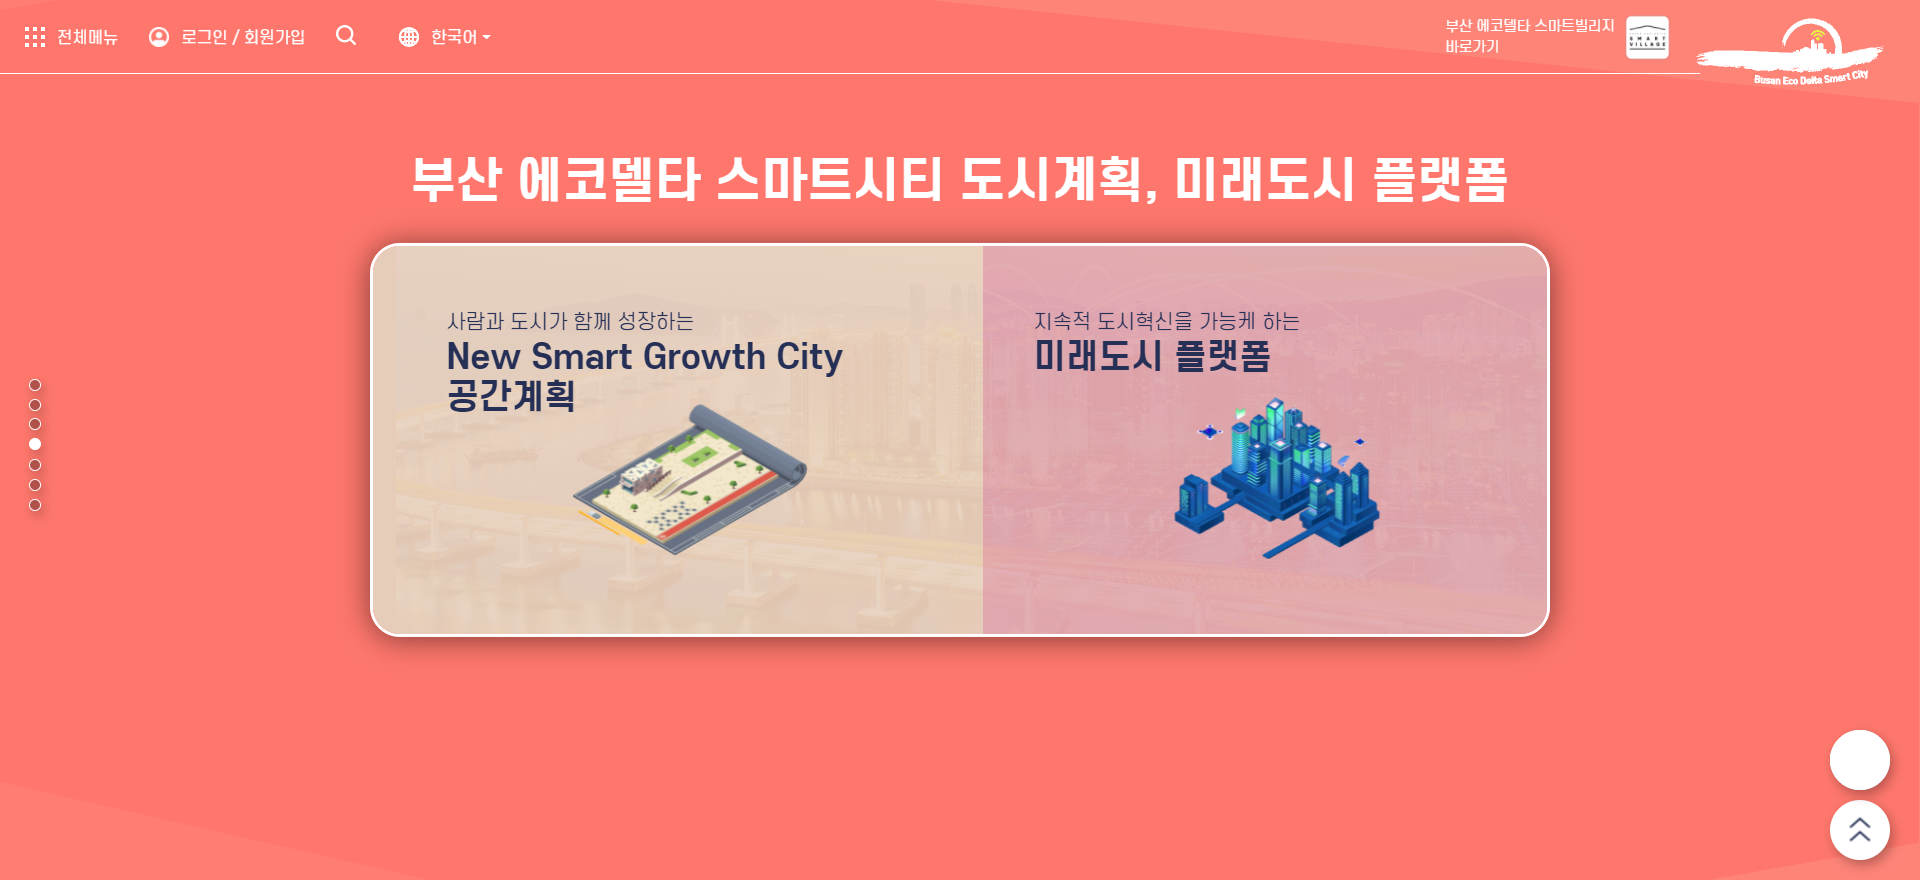 전체메뉴
로그인 / 회원가입
한국어
부산 에코델타 스마트빌리지
바로가기
SMART
VILLAGE
Busan Eco Delta Smart City
부산 에코델타 스마트시티 도시계획, 미래도시 플랫폼
사람과 도시가 함께 성장하는
New Smart Growth City
공간계획
지속적 도시혁신을 가능케 하는
미래도시 플랫폼